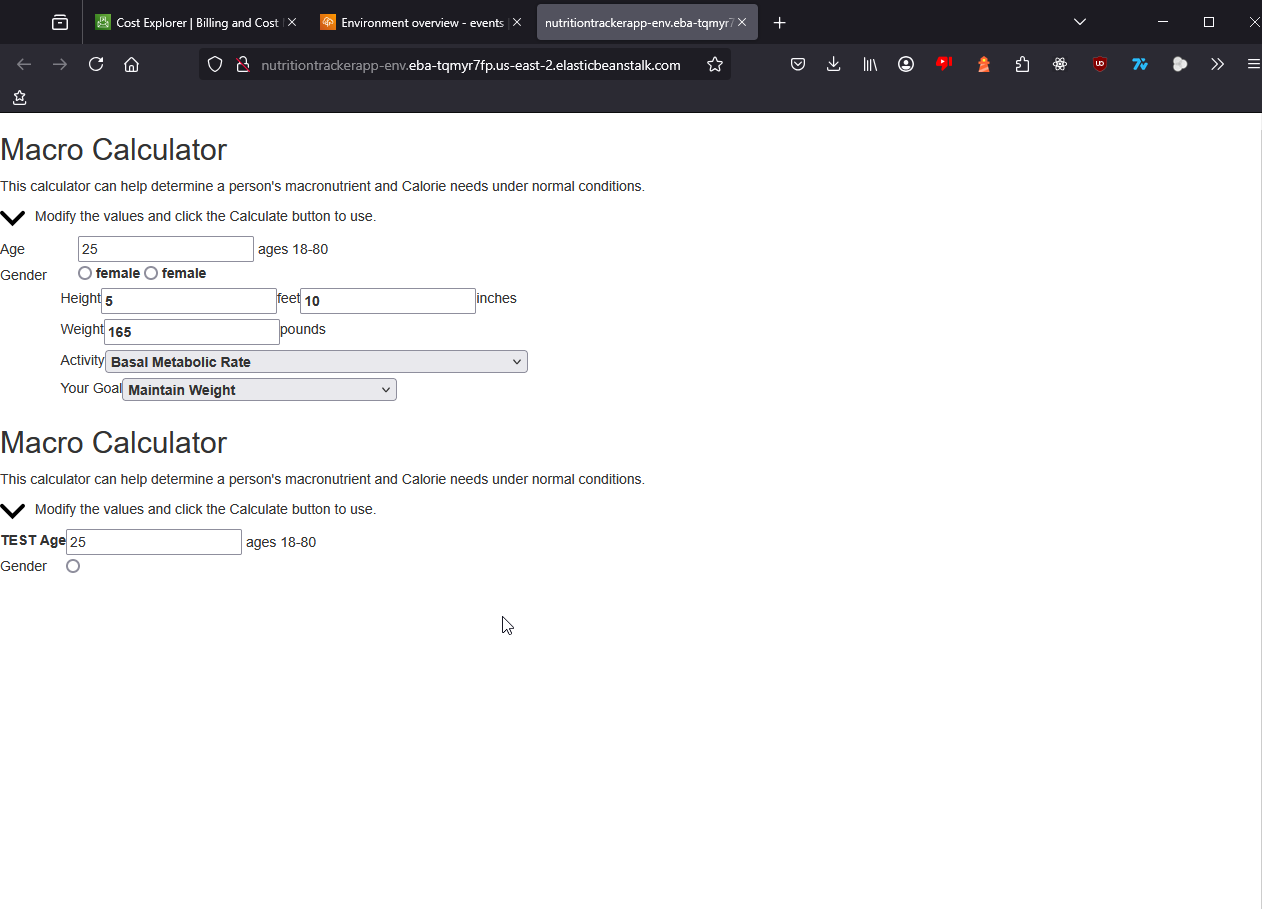 Cost Explorer | Billing and Cost
Environment overview - events |
nutritiontrackerapp-env.eba-tqmyr7
nutritiontrackerapp-env.eba-tqmyr7fp.us-east-2.elasticbeanstalk.com
Macro Calculator
This calculator can help determine a person's macronutrient and Calorie needs under normal conditions.
Modify the values and click the Calculate button to use.
Age 25 ages 18-80
Gender female female
Height 5 feet 10 inches
Weight 165 pounds
Activity Basal Metabolic Rate
Your Goal Maintain Weight
Macro Calculator
This calculator can help determine a person's macronutrient and Calorie needs under normal conditions.
Modify the values and click the Calculate button to use.
TEST Age 25 ages 18-80
Gender